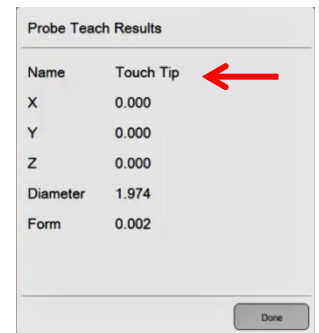 Probe Teach Results
Name Touch Tip
X 0.000
Y 0.000
Z 0.000
Diameter 1.974
Form 0.002
Done